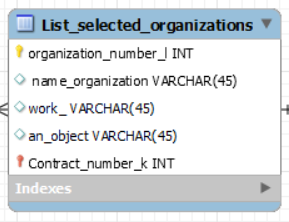 List_selected_organizations
organization_number_l INT
name_organization VARCHAR(45)
work_ VARCHAR(45)
an_object VARCHAR(45)
Contract_number_k INT
Indexes